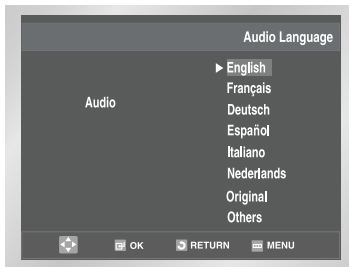 Audio Language
English
Français
Audio
Deutsch
Español
Italiano
Nederlands
Original
Others
OK RETURN MENU